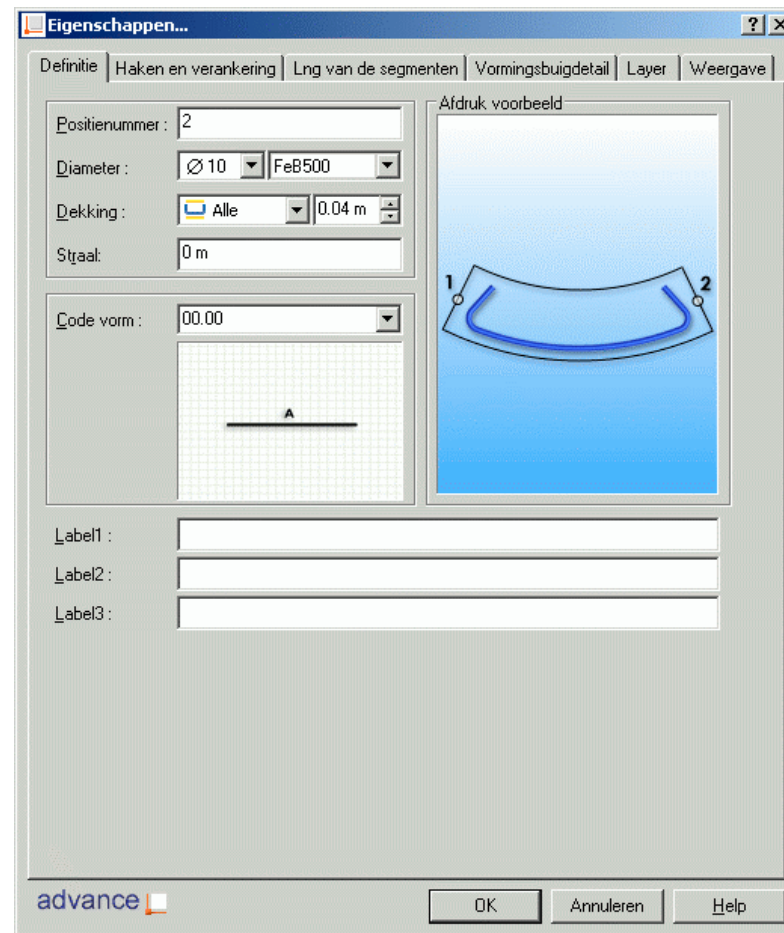 Eigenschappen...
Definitie Haken en verankering Lng van de segmenten Vormingsbuigdetail Layer Weergave
Positienummer : 2
Diameter : Ø 10 FeB500
Dekking : Alle 0.04 m
Straal: 0 m
Code vorm : 00.00
A
Afdruk voorbeeld
1 2
Label1 :
Label2 :
Label3 :
advance
OK Annuleren Help